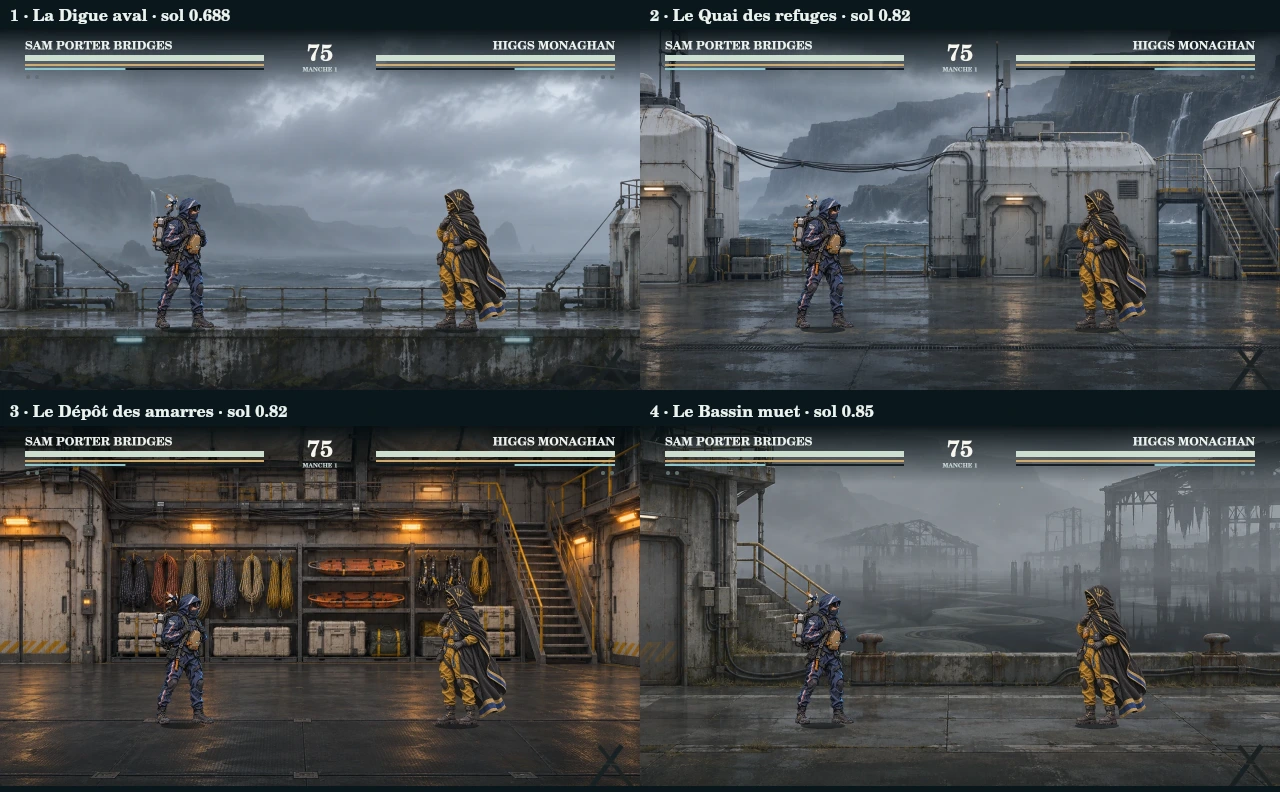 1 · La Digue aval · sol 0.688
SAM PORTER BRIDGES
75
MANCHE 1
HIGGS MONAGHAN
2 · Le Quai des refuges · sol 0.82
SAM PORTER BRIDGES
75
MANCHE 1
HIGGS MONAGHAN
3 · Le Dépôt des amarres · sol 0.82
SAM PORTER BRIDGES
75
MANCHE 1
HIGGS MONAGHAN
4 · Le Bassin muet · sol 0.85
SAM PORTER BRIDGES
75
MANCHE 1
HIGGS MONAGHAN